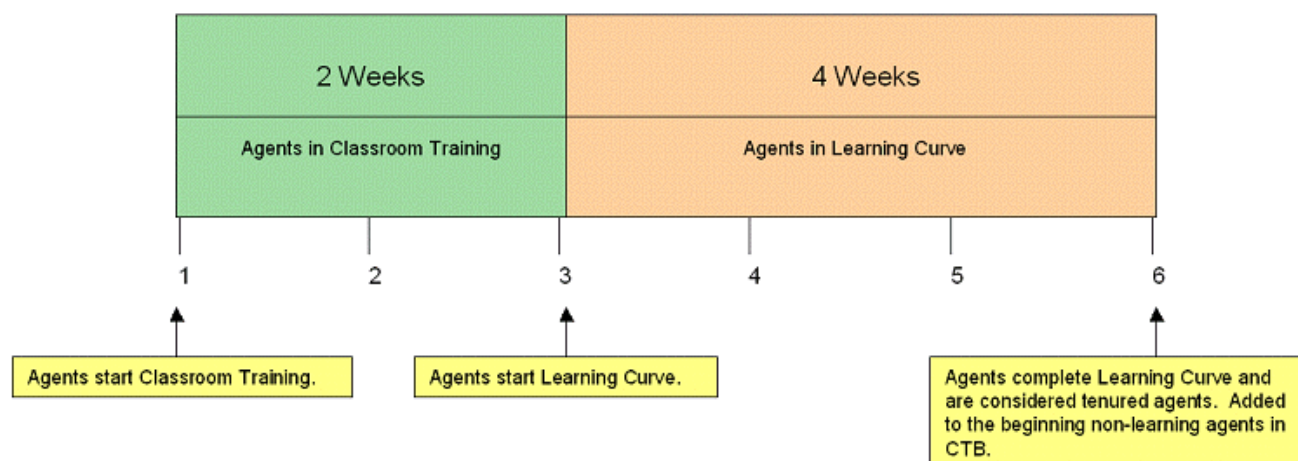 2 Weeks
4 Weeks
Agents in Classroom Training
Agents in Learning Curve
1
2
3
4
5
6
Agents start Classroom Training.
Agents start Learning Curve.
Agents complete Learning Curve and
are considered tenured agents.  Added
to the beginning non-learning agents in
CTB.